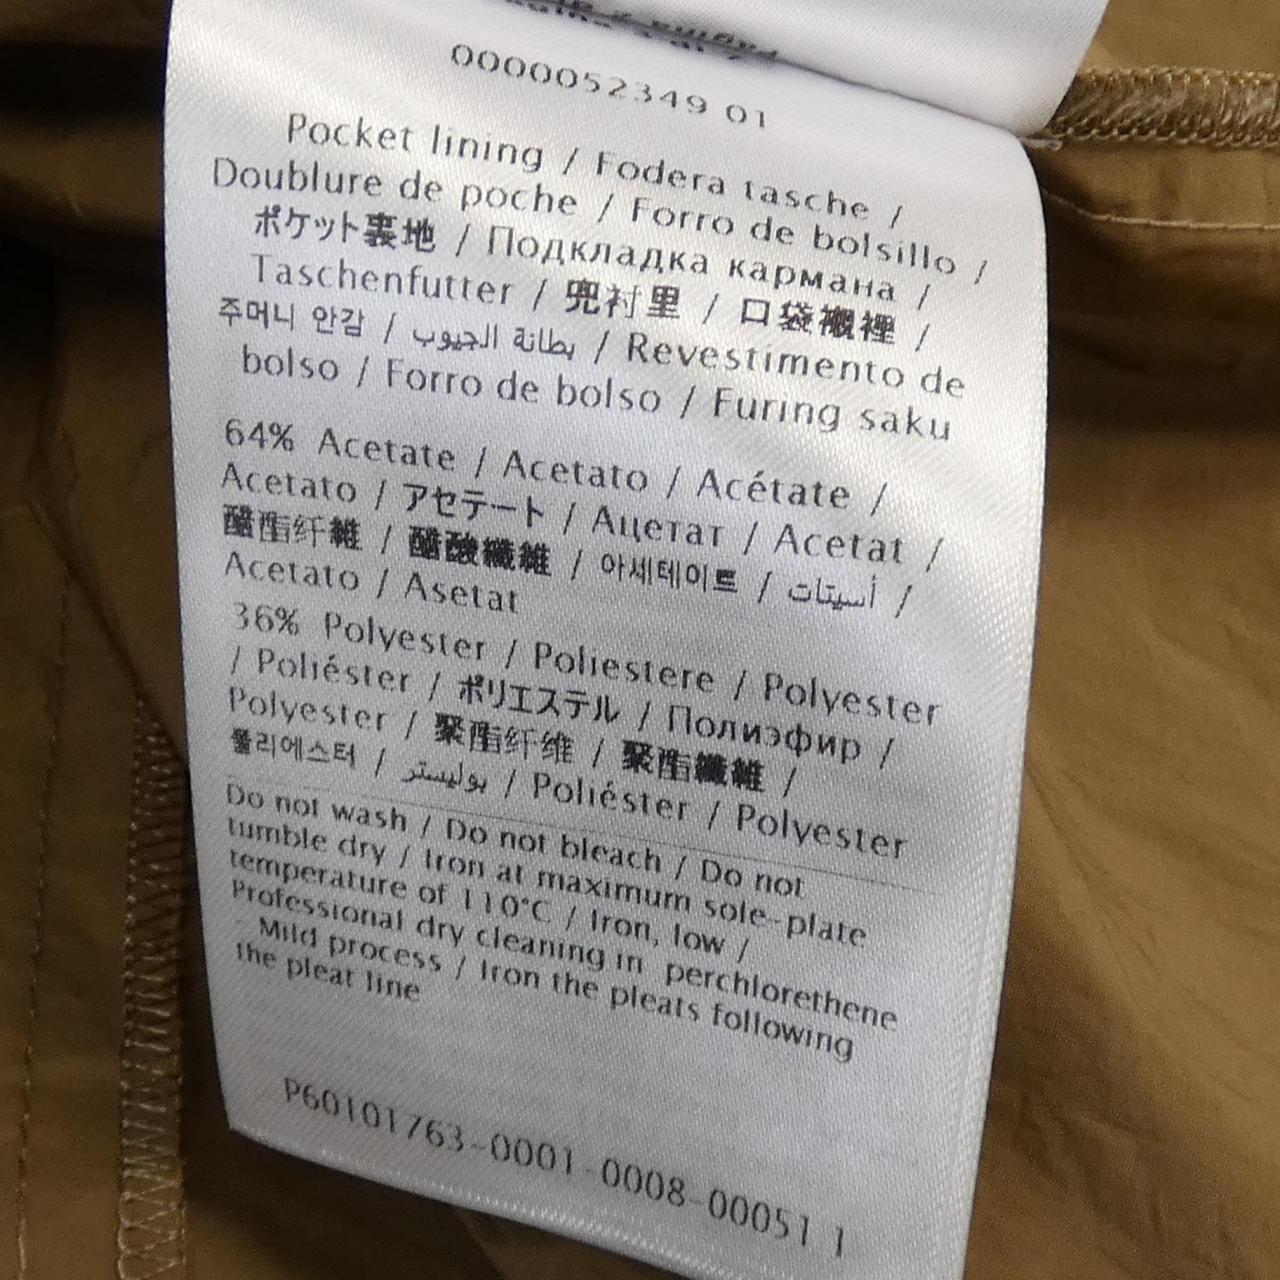 0000052349 01
Pocket lining / Fodera tasche /
Doublure de poche / Forro de bolsillo /
ポケット裏地 / Подкладка кармана /
Taschenfutter / 兜衬里 / 口袋襯裡 /
주머니 안감 / بطانة الجيوب / Revestimento de
bolso / Forro de bolso / Furing saku
64% Acetate / Acetato / Acétate /
Acetato / アセテート / Ацетат / Acetat /
醋酯纤維 / 醋酸纖維 / 아세테이트 / أسيتات /
Acetato / Asetat
36% Polyester / Poliestere / Polyester
/ Poliéster / ポリエステル / Полиэфир /
Polyester / 聚酯纤维 / 聚酯纖維 /
폴리에스터 / بوليستر / Poliéster / Polyester
Do not wash / Do not bleach / Do not
tumble dry / Iron at maximum sole-plate
temperature of 110°C / Iron, low /
Professional dry cleaning in perchlorethene
- Mild process / Iron the pleats following
the pleat line
P60101763-0001-0008-00051 1